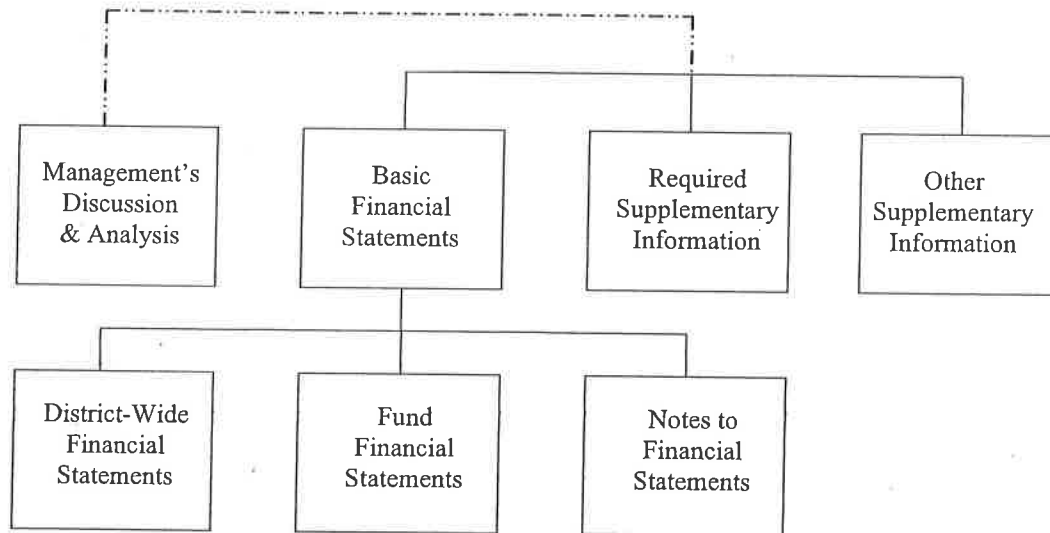 Management's
Discussion
& Analysis
Basic
Financial
Statements
Required
Supplementary
Information
Other
Supplementary
Information
District-Wide
Financial
Statements
Fund
Financial
Statements
Notes to
Financial
Statements